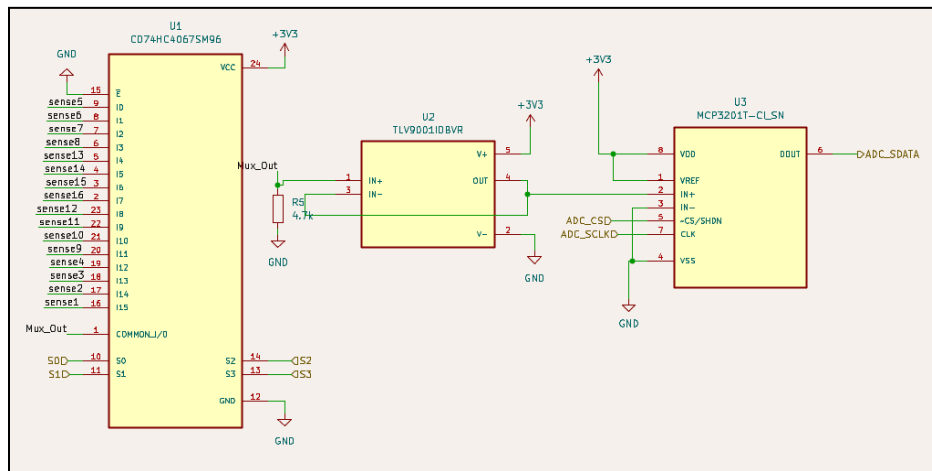 U1
CD74HC4067SM96
GND
+3V3
VCC 24
15 E
sense5 9 I0
sense6 8 I1
sense7 7 I2
sense8 6 I3
sense13 5 I4
sense14 4 I5
sense15 3 I6
sense16 2 I7
sense12 23 I8
sense11 22 I9
sense10 21 I10
sense9 20 I11
sense4 19 I12
sense3 18 I13
sense2 17 I14
sense1 16 I15
Mux_Out 1 COMMON_I/O
S0 10 S0
S1 11 S1
S2 14 S2
S3 13 S3
GND 12
GND
Mux_Out
R5
4.7k
GND
U2
TLV9001IDBVR
+3V3
V+ 5
1 IN+
OUT 4
3 IN-
V- 2
GND
+3V3
U3
MCP3201T-CI_SN
8 VDD
DOUT 6 ADC_SDATA
1 VREF
2 IN+
3 IN-
ADC_CS 5 ~CS/SHDN
ADC_SCLK 7 CLK
4 VSS
GND